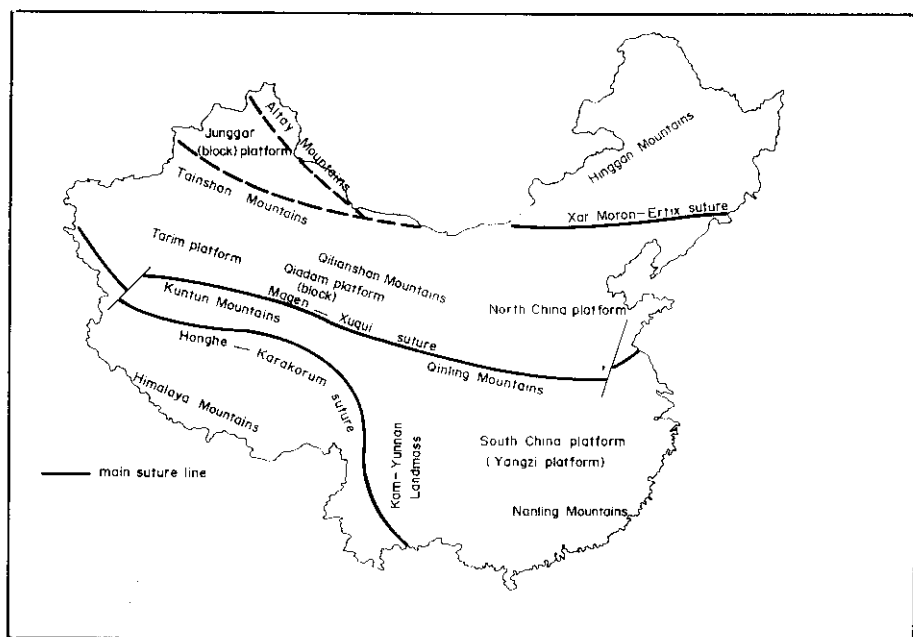 Altay Mountains
Junggar
(block) platform
Tainshan Mountains
Hinggan Mountains
Xar Moron-Ertix suture
Tarim platform
Qilianshan Mountains
Qiadam platform
(block)
Kuntun Mountains
Magen — Xuqui suture
North China platform
Honghe — Karakorum suture
Qinling Mountains
Himalaya Mountains
South China platform
(Yangzi platform)
Kam-Yunnan
Landmass
main suture line
Nanling Mountains